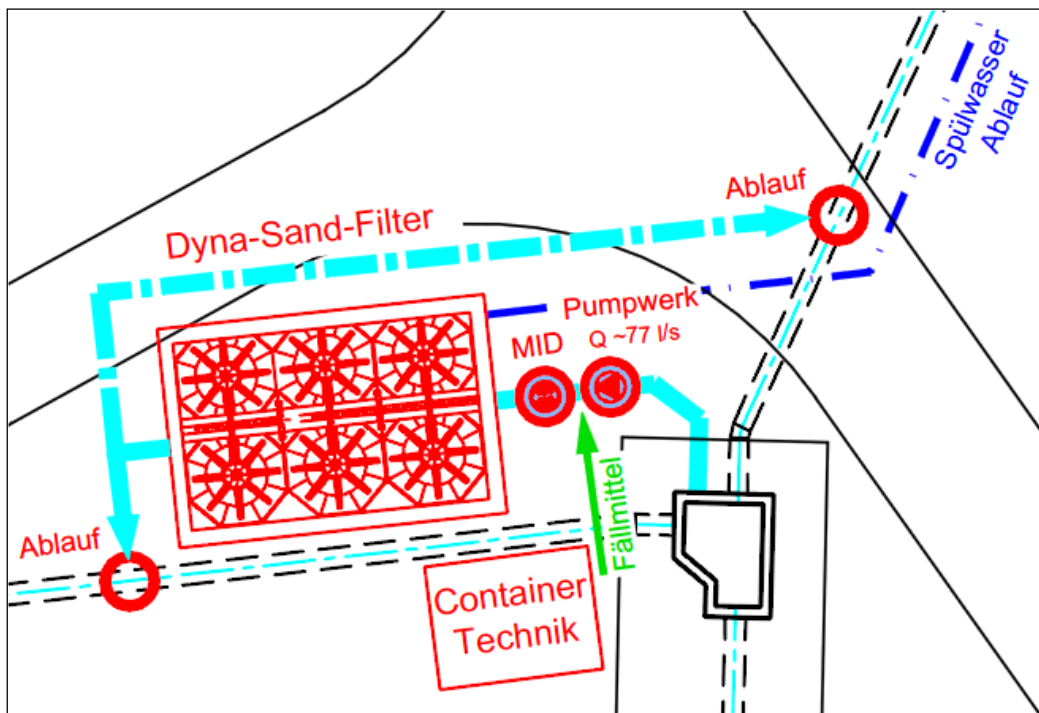 Spülwasser
Ablauf
Ablauf
Dyna-Sand-Filter
Pumpwerk
MID
Q ~77 l/s
Fällmittel
Ablauf
Container
Technik